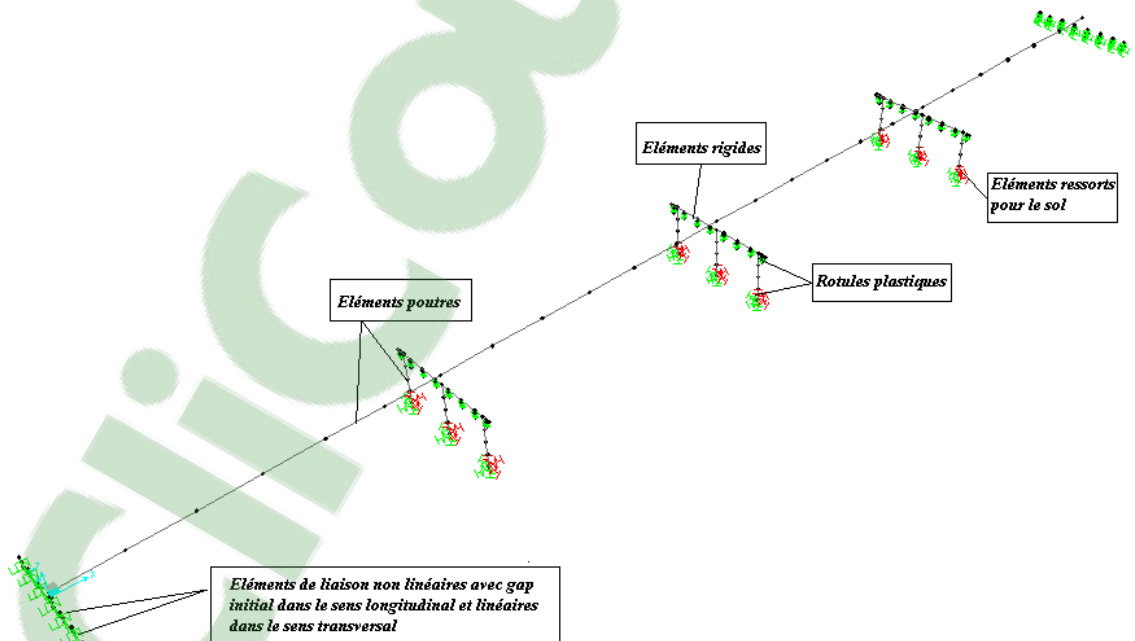 Eléments rigides
Eléments ressorts
pour le sol
Rotules plastiques
Eléments poutres
Eléments de liaison non linéaires avec gap
initial dans le sens longitudinal et linéaires
dans le sens transversal